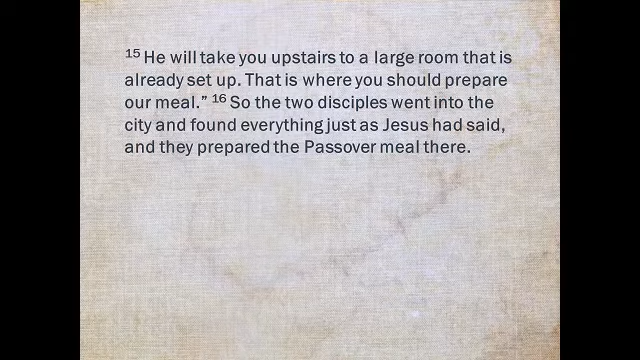 15 He will take you upstairs to a large room that is
already set up. That is where you should prepare
our meal.” 16 So the two disciples went into the
city and found everything just as Jesus had said,
and they prepared the Passover meal there.